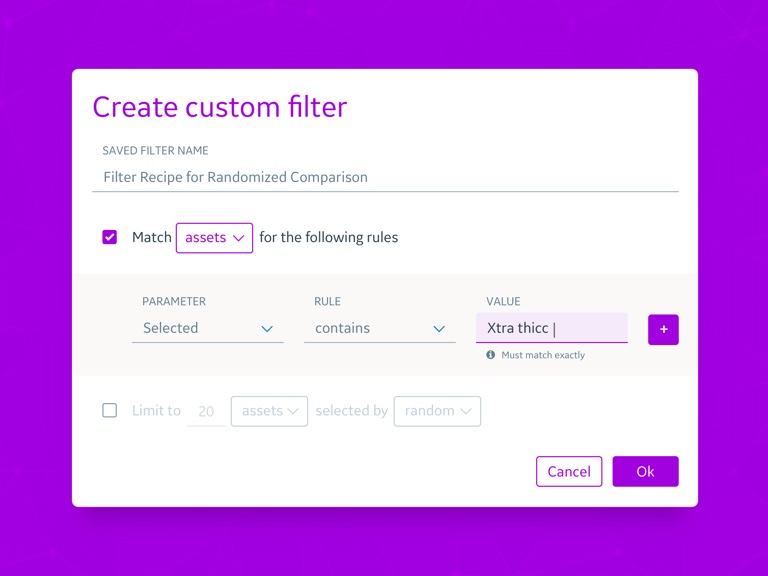 Create custom filter
SAVED FILTER NAME
Filter Recipe for Randomized Comparison
Match assets for the following rules
PARAMETER RULE VALUE
Selected contains Xtra thicc | +
Must match exactly
Limit to 20 assets selected by random
Cancel Ok